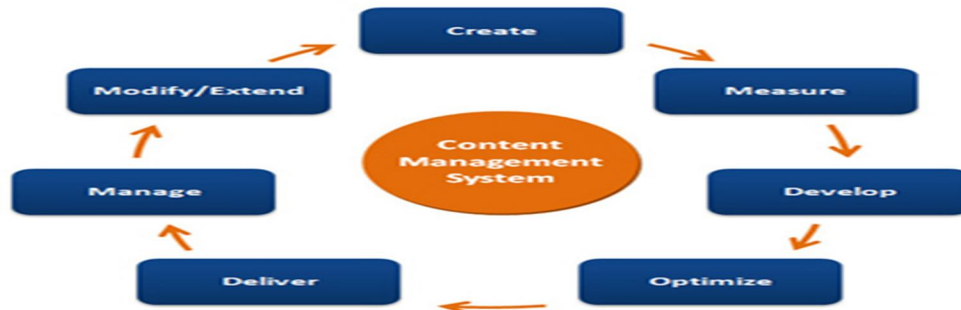 Create
Measure
Develop
Optimize
Deliver
Manage
Modify/Extend
Content
Management
System